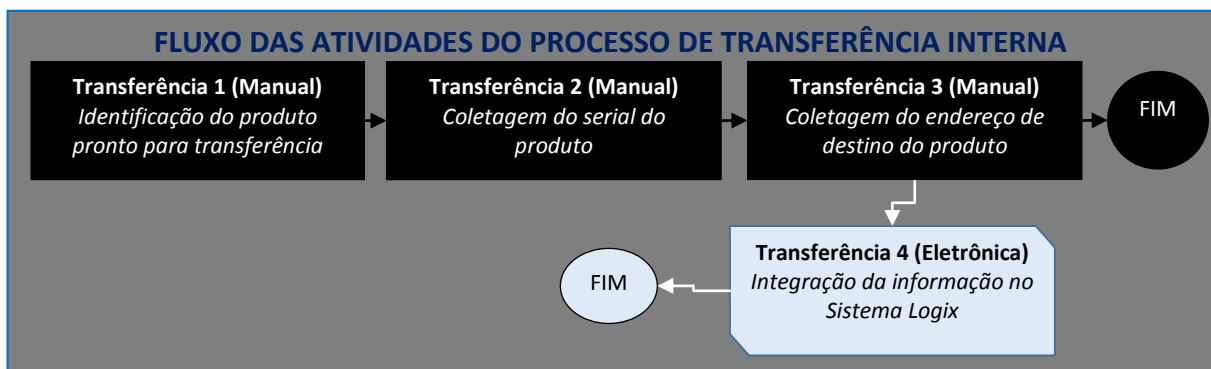 FLUXO DAS ATIVIDADES DO PROCESSO DE TRANSFERÊNCIA INTERNA
Transferência 1 (Manual)
Identificação do produto
pronto para transferência
Transferência 2 (Manual)
Coletagem do serial do
produto
Transferência 3 (Manual)
Coletagem do endereço de
destino do produto
FIM
Transferência 4 (Eletrônica)
Integração da informação no
Sistema Logix
FIM